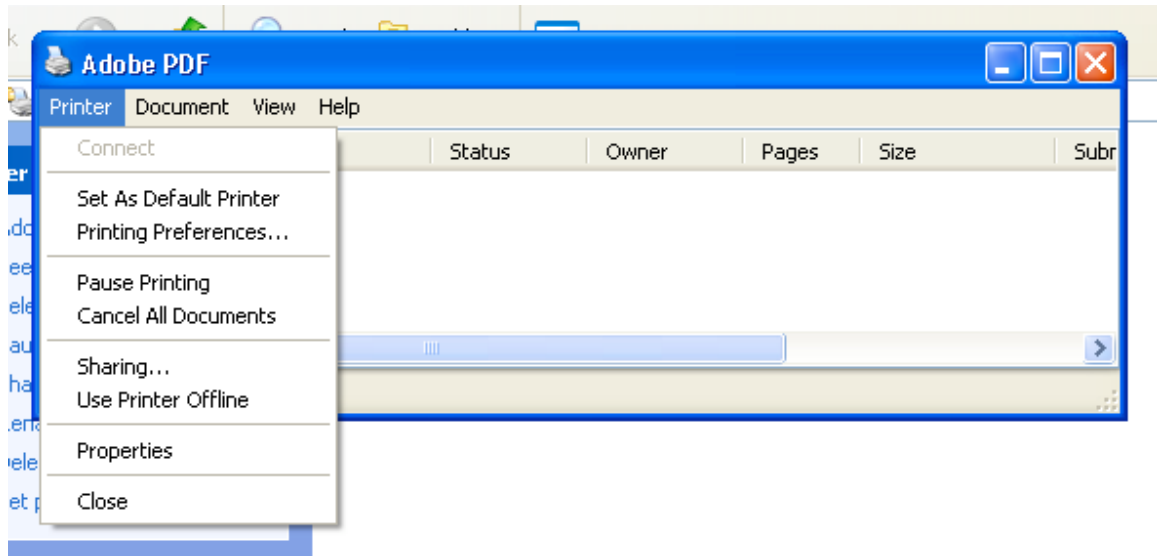 Adobe PDF
Printer Document View Help
Status Owner Pages Size Subr
Connect
Set As Default Printer
Printing Preferences...
Pause Printing
Cancel All Documents
Sharing...
Use Printer Offline
Properties
Close